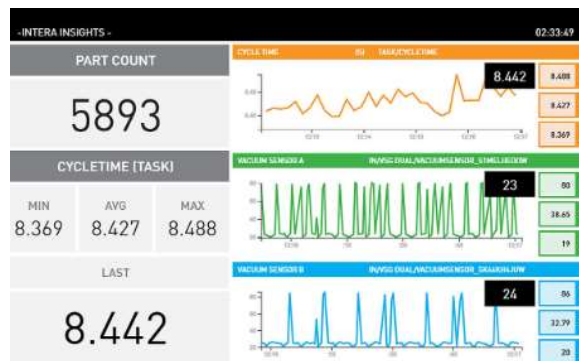 -INTERA INSIGHTS -
02:33:49
PART COUNT
5893
CYCLETIME (TASK)
MIN AVG MAX
8.369 8.427 8.488
LAST
8.442
CYCLE TIME (S) TASK/CYCLETIME
8.442
8.488
8.427
8.369
VACUUM SENSOR A
23
80
38.65
19
VACUUM SENSOR B
24
86
32.79
20